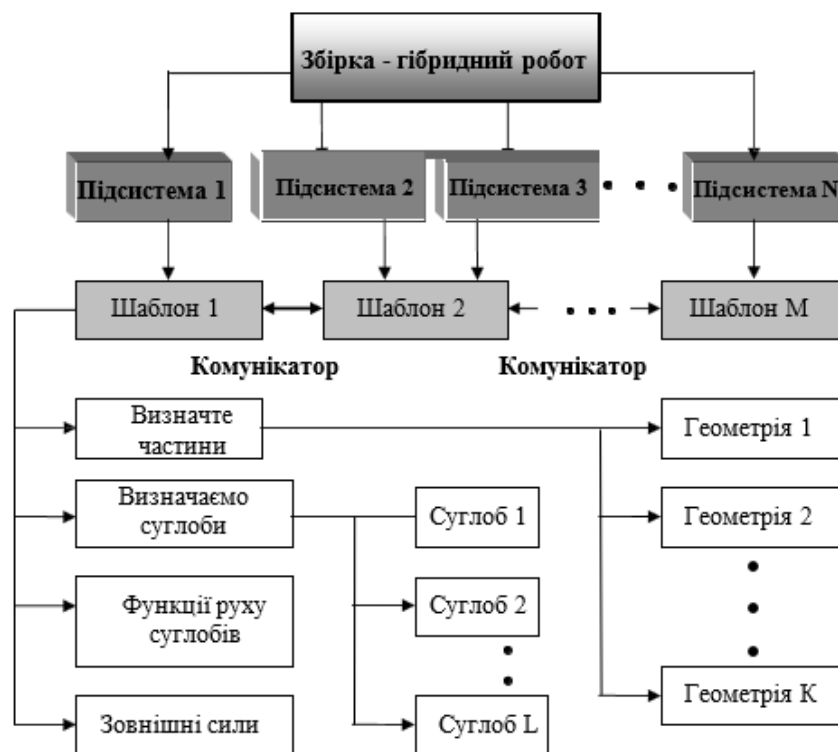 Збірка - гібридний робот
Підсистема 1
Підсистема 2
Підсистема 3
Підсистема N
Шаблон 1
Шаблон 2
Шаблон M
Комунікатор
Комунікатор
Визначте
частини
Геометрія 1
Визначаємо
суглоби
Суглоб 1
Геометрія 2
Функції руху
суглобів
Суглоб 2
Зовнішні сили
Суглоб L
Геометрія K